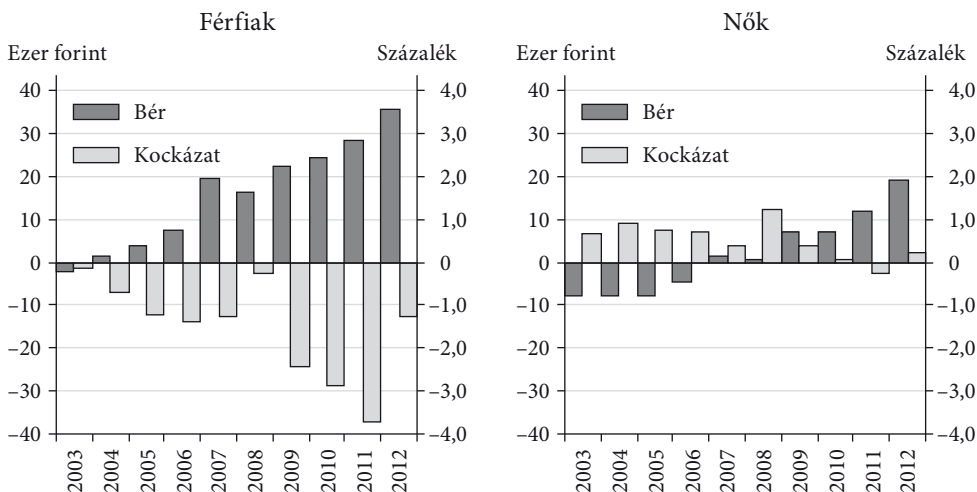 Férfiak
Ezer forint Százalék
40 4,0
Bér
30 3,0
Kockázat
20 2,0
10 1,0
0 0
–10 –1,0
–20 –2,0
–30 –3,0
–40 –4,0
2003 2004 2005 2006 2007 2008 2009 2010 2011 2012
Nők
Ezer forint Százalék
40 4,0
Bér
30 3,0
Kockázat
20 2,0
10 1,0
0 0
–10 –1,0
–20 –2,0
–30 –3,0
–40 –4,0
2003 2004 2005 2006 2007 2008 2009 2010 2011 2012